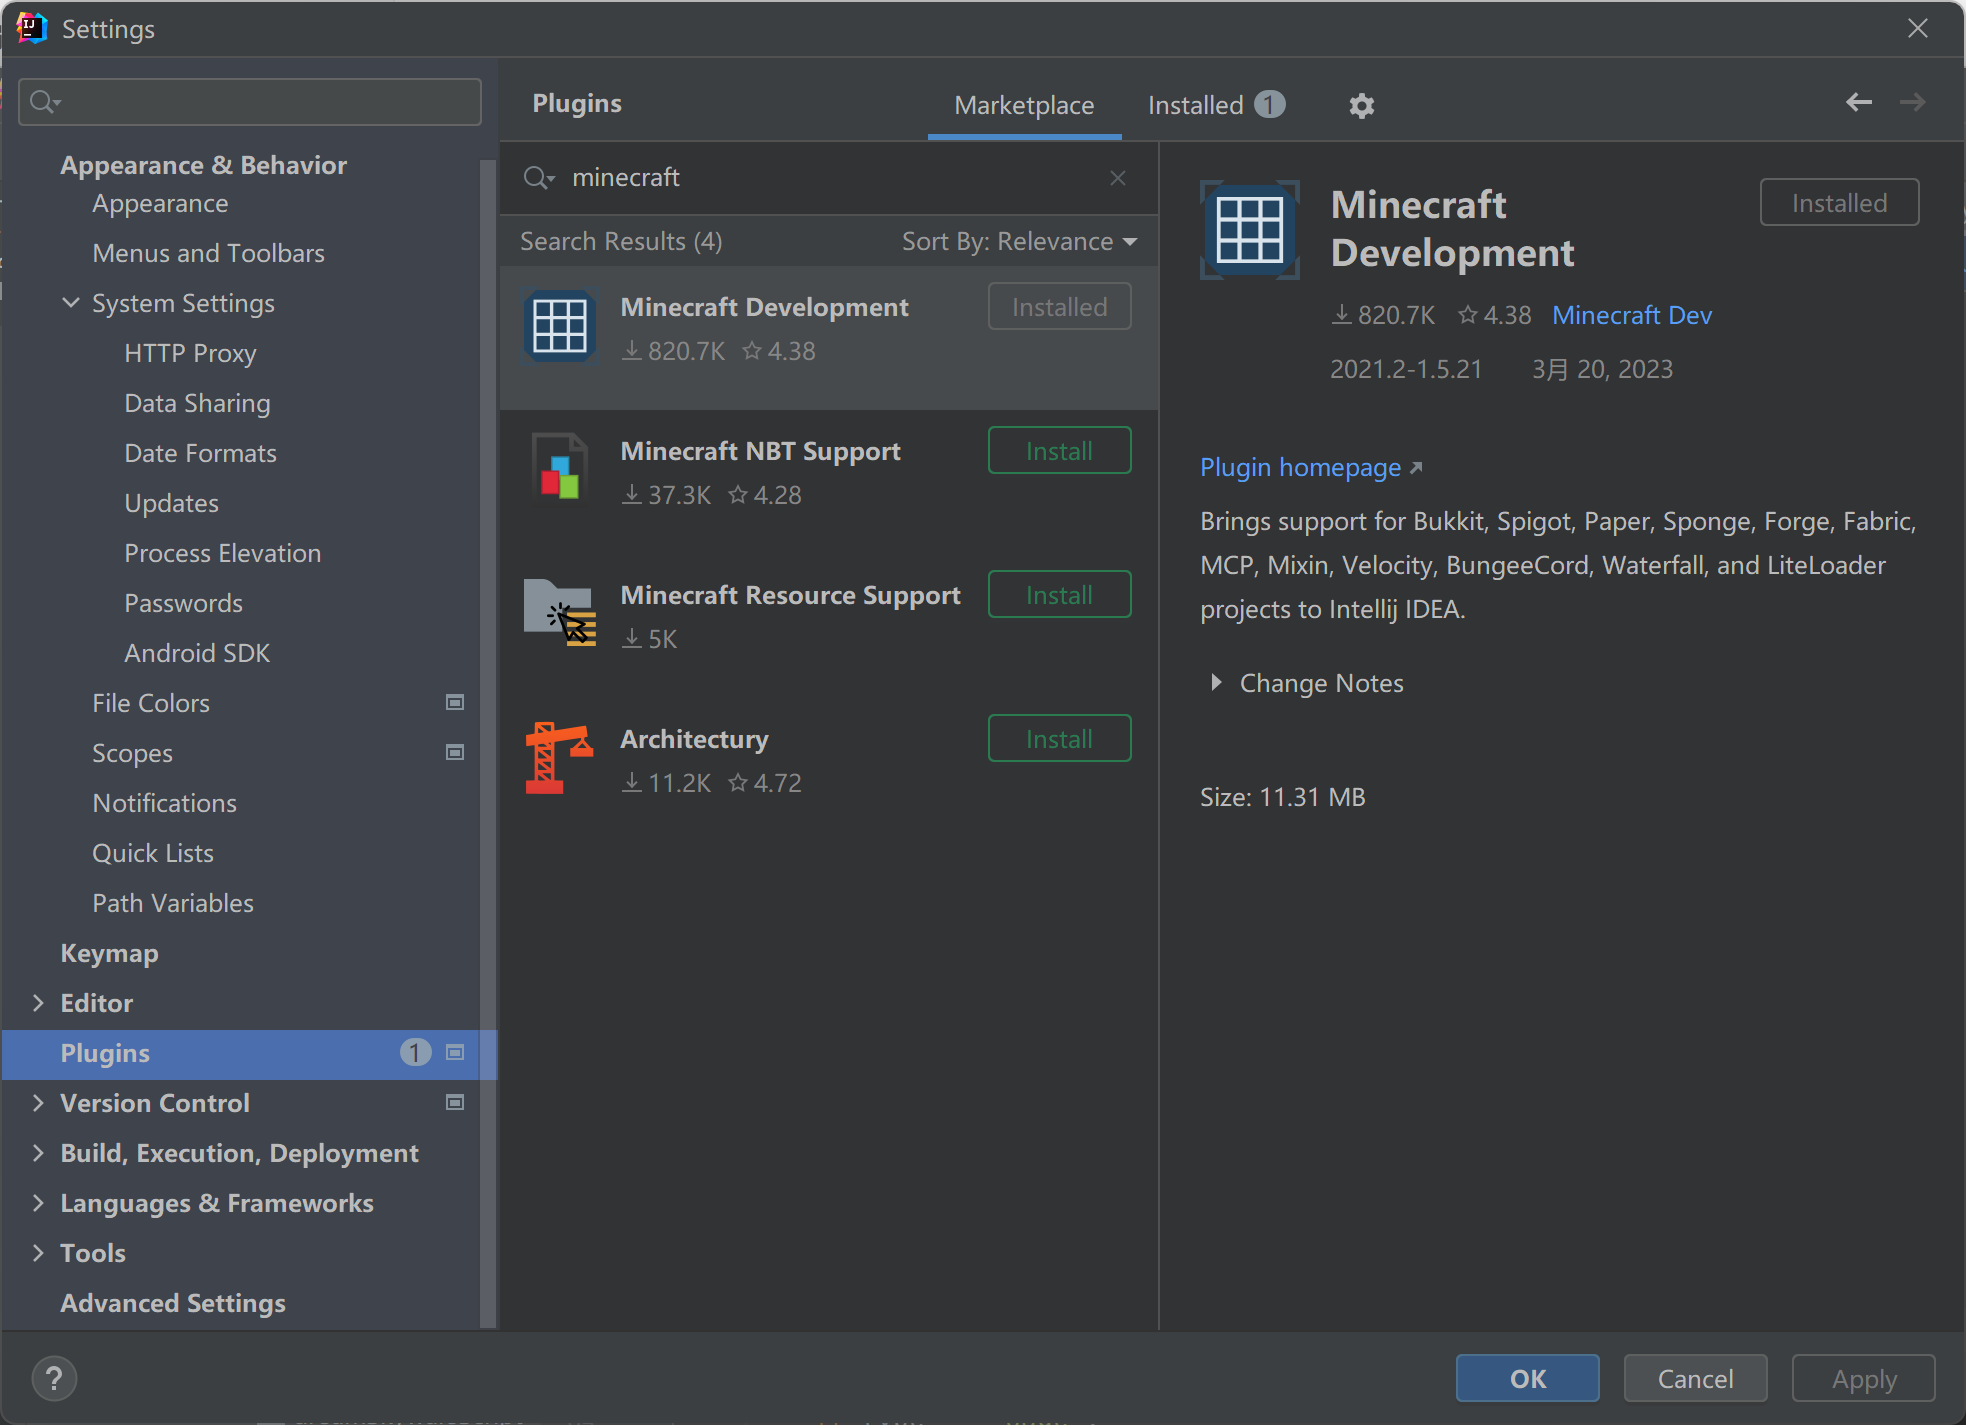 Settings
Appearance & Behavior
Appearance
Menus and Toolbars
System Settings
HTTP Proxy
Data Sharing
Date Formats
Updates
Process Elevation
Passwords
Android SDK
File Colors
Scopes
Notifications
Quick Lists
Path Variables
Keymap
Editor
Plugins 1
Version Control
Build, Execution, Deployment
Languages & Frameworks
Tools
Advanced Settings
Plugins
Marketplace
Installed 1
minecraft
Search Results (4)
Sort By: Relevance
Minecraft Development
Installed
820.7K 4.38
Minecraft NBT Support
Install
37.3K 4.28
Minecraft Resource Support
Install
5K
Architectury
Install
11.2K 4.72
Minecraft
Development
Installed
820.7K 4.38 Minecraft Dev
2021.2-1.5.21 3月 20, 2023
Plugin homepage
Brings support for Bukkit, Spigot, Paper, Sponge, Forge, Fabric,
MCP, Mixin, Velocity, BungeeCord, Waterfall, and LiteLoader
projects to Intellij IDEA.
Change Notes
Size: 11.31 MB
?
OK
Cancel
Apply